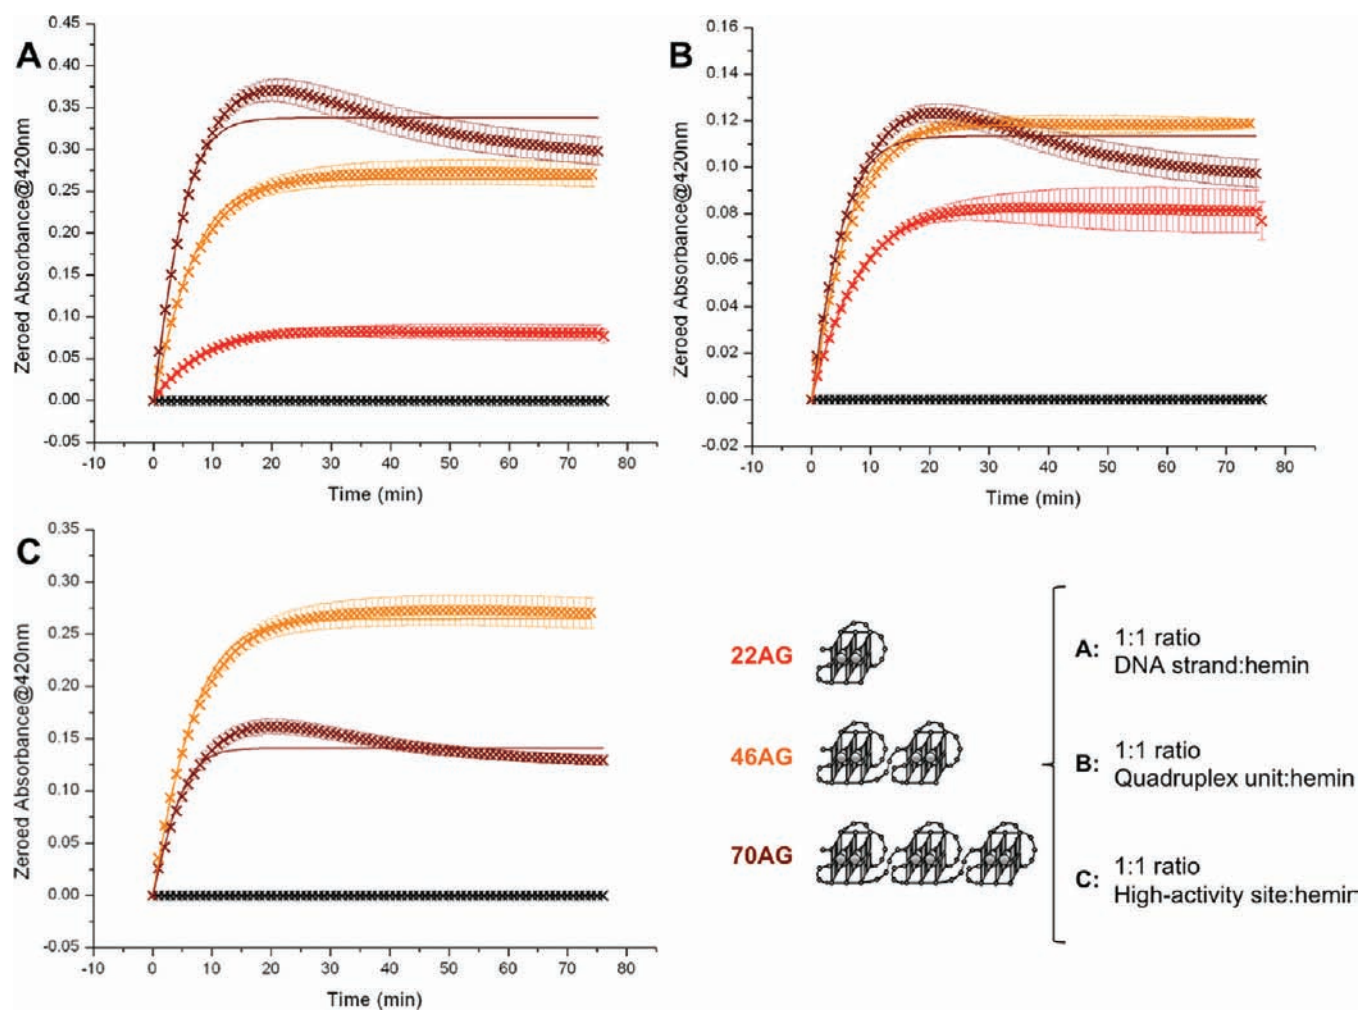 A
0.45
0.40
0.35
0.30
0.25
0.20
0.15
0.10
0.05
0.00
-0.05
Zeroed Absorbance@420nm
-10 0 10 20 30 40 50 60 70 80
Time (min)
B
0.16
0.14
0.12
0.10
0.08
0.06
0.04
0.02
0.00
-0.02
Zeroed Absorbance@420nm
-10 0 10 20 30 40 50 60 70 80
Time (min)
C
0.35
0.30
0.25
0.20
0.15
0.10
0.05
0.00
-0.05
Zeroed Absorbance@420nm
-10 0 10 20 30 40 50 60 70 80
Time (min)
22AG
46AG
70AG
A: 1:1 ratio
DNA strand:hemin
B: 1:1 ratio
Quadruplex unit:hemin
C: 1:1 ratio
High-activity site:hemin